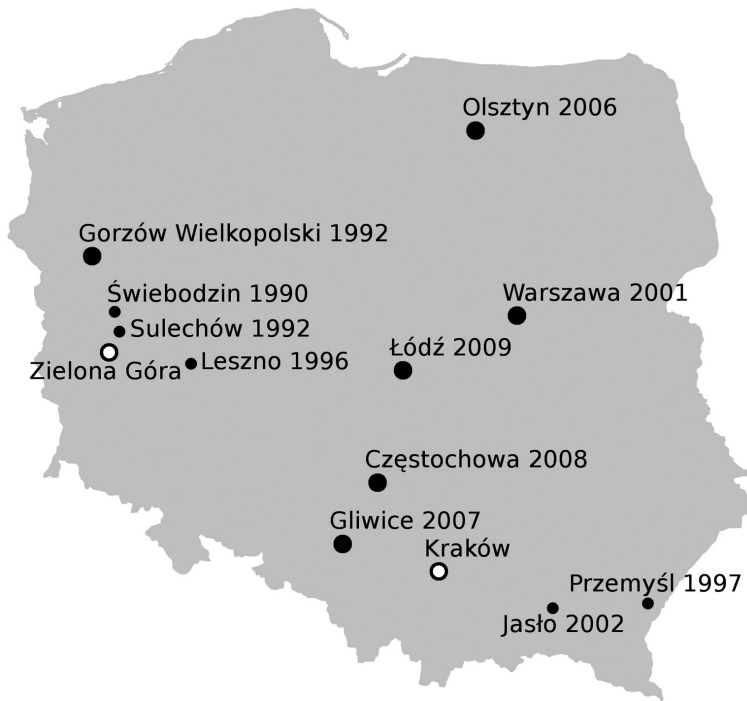 Olsztyn 2006
Gorzów Wielkopolski 1992
Świebodzin 1990
Warszawa 2001
Sulechów 1992
Łódź 2009
Leszno 1996
Zielona Góra
Częstochowa 2008
Gliwice 2007
Kraków
Przemyśl 1997
Jasło 2002